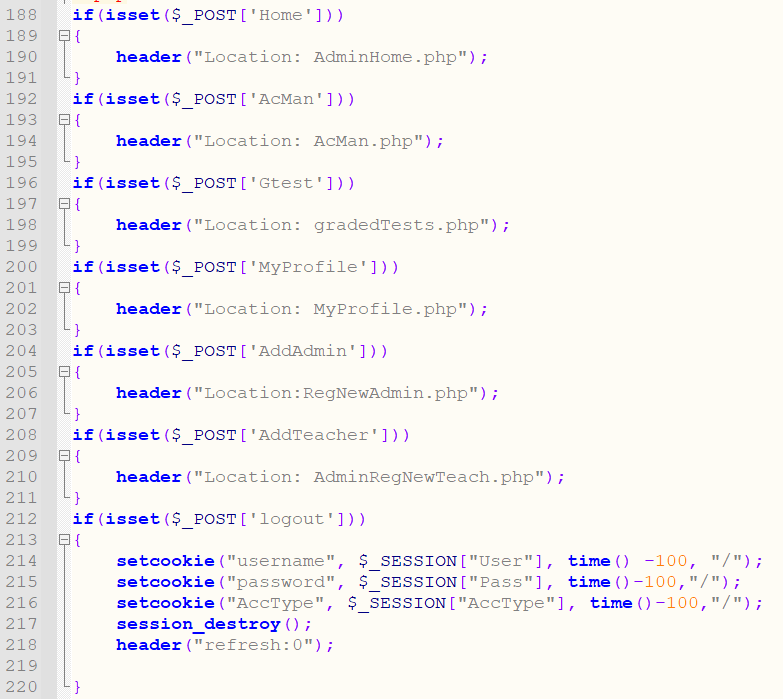 188 if(isset($_POST['Home']))
189 {
190 header("Location: AdminHome.php");
191 }
192 if(isset($_POST['AcMan']))
193 {
194 header("Location: AcMan.php");
195 }
196 if(isset($_POST['Gtest']))
197 {
198 header("Location: gradedTests.php");
199 }
200 if(isset($_POST['MyProfile']))
201 {
202 header("Location: MyProfile.php");
203 }
204 if(isset($_POST['AddAdmin']))
205 {
206 header("Location:RegNewAdmin.php");
207 }
208 if(isset($_POST['AddTeacher']))
209 {
210 header("Location: AdminRegNewTeach.php");
211 }
212 if(isset($_POST['logout']))
213 {
214 setcookie("username", $_SESSION["User"], time() -100, "/");
215 setcookie("password", $_SESSION["Pass"], time()-100,"/");
216 setcookie("AccType", $_SESSION["AccType"], time()-100,"/");
217 session_destroy();
218 header("refresh:0");
219
220 }